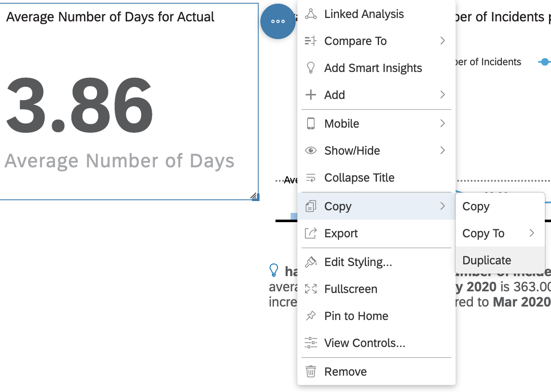 Average Number of Days for Actual
3.86
Average Number of Days
Linked Analysis
Compare To
Add Smart Insights
Add
Mobile
Show/Hide
Collapse Title
Copy
Export
Edit Styling...
Fullscreen
Pin to Home
View Controls...
Remove
Copy
Copy To
Duplicate
er of Incidents p
ber of Incidents
Ave
ha
umber of Incide
avera
y 2020 is 363.00
incre
red to Mar 2020